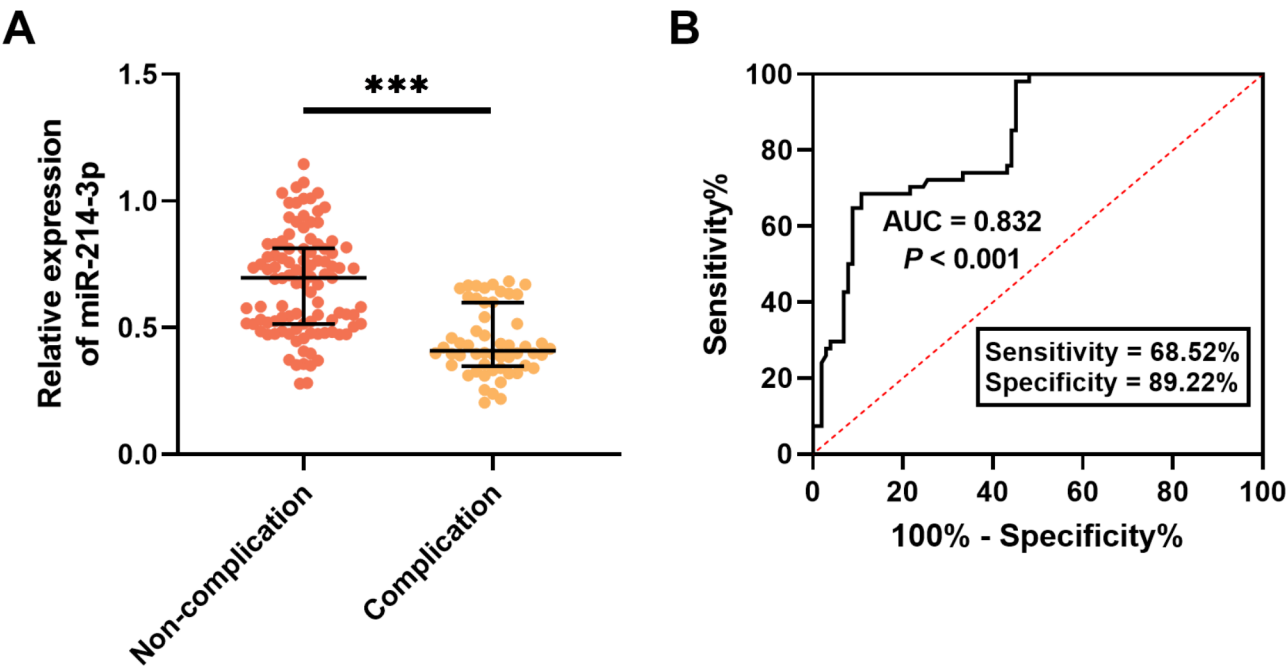 A
Relative expression
of miR-214-3p
1.5
1.0
0.5
0.0
***
Non-complication
Complication
B
Sensitivity%
100
80
60
40
20
0
AUC = 0.832
P < 0.001
Sensitivity = 68.52%
Specificity = 89.22%
0 20 40 60 80 100
100% - Specificity%